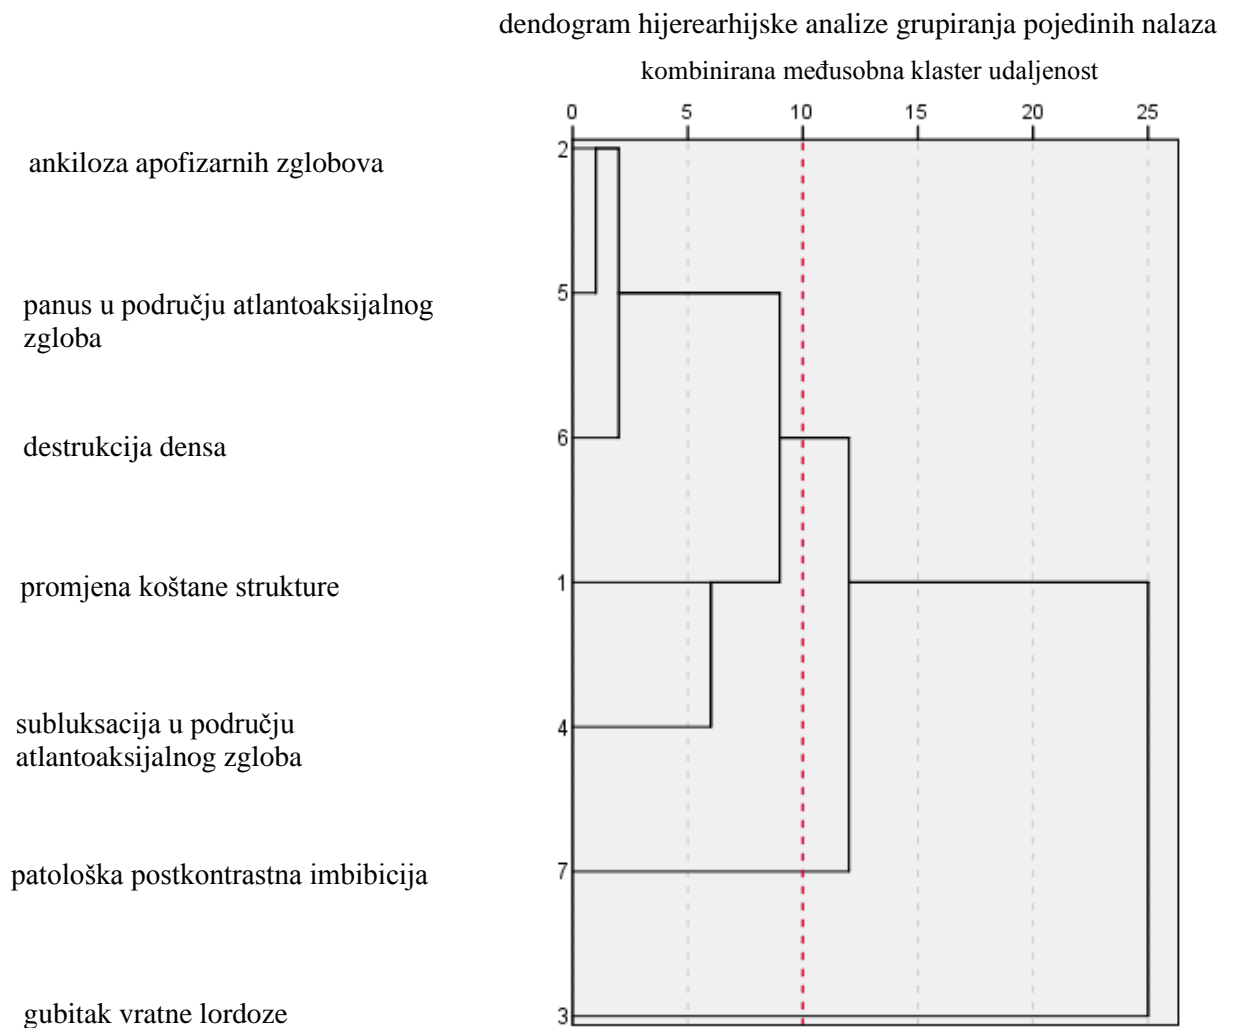 dendogram hijerearhijske analize grupiranja pojedinih nalaza
kombinirana međusobna klaster udaljenost
0 5 10 15 20 25
ankiloza apofizarnih zglobova 2
panus u području atlantoaksijalnog
zgloba
5
destrukcija densa 6
promjena koštane strukture 1
subluksacija u području
atlantoaksijalnog zgloba
4
patološka postkontrastna imbibicija 7
gubitak vratne lordoze 3